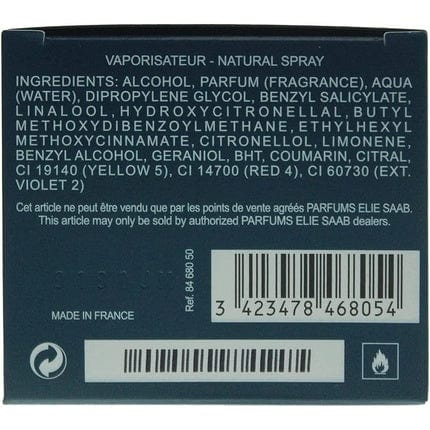 VAPORISATEUR - NATURAL SPRAY
INGREDIENTS: ALCOHOL, PARFUM (FRAGRANCE), AQUA
(WATER), DIPROPYLENE GLYCOL, BENZYL SALICYLATE,
LINALOOL, HYDROXYCITRONELLAL, BUTYL
METHOXYDIBENZOYLMETHANE, ETHYLHEXYL
METHOXYCINNAMATE, CITRONELLOL, LIMONENE,
BENZYL ALCOHOL, GERANIOL, BHT, COUMARIN, CITRAL,
CI 19140 (YELLOW 5), CI 14700 (RED 4), CI 60730 (EXT.
VIOLET 2)
Cet article ne peut être vendu que par les points de vente agréés PARFUMS ELIE SAAB.
This article may only be sold by authorized PARFUMS ELIE SAAB dealers.
Ref. 84 680 50
3 423478 468054
MADE IN FRANCE